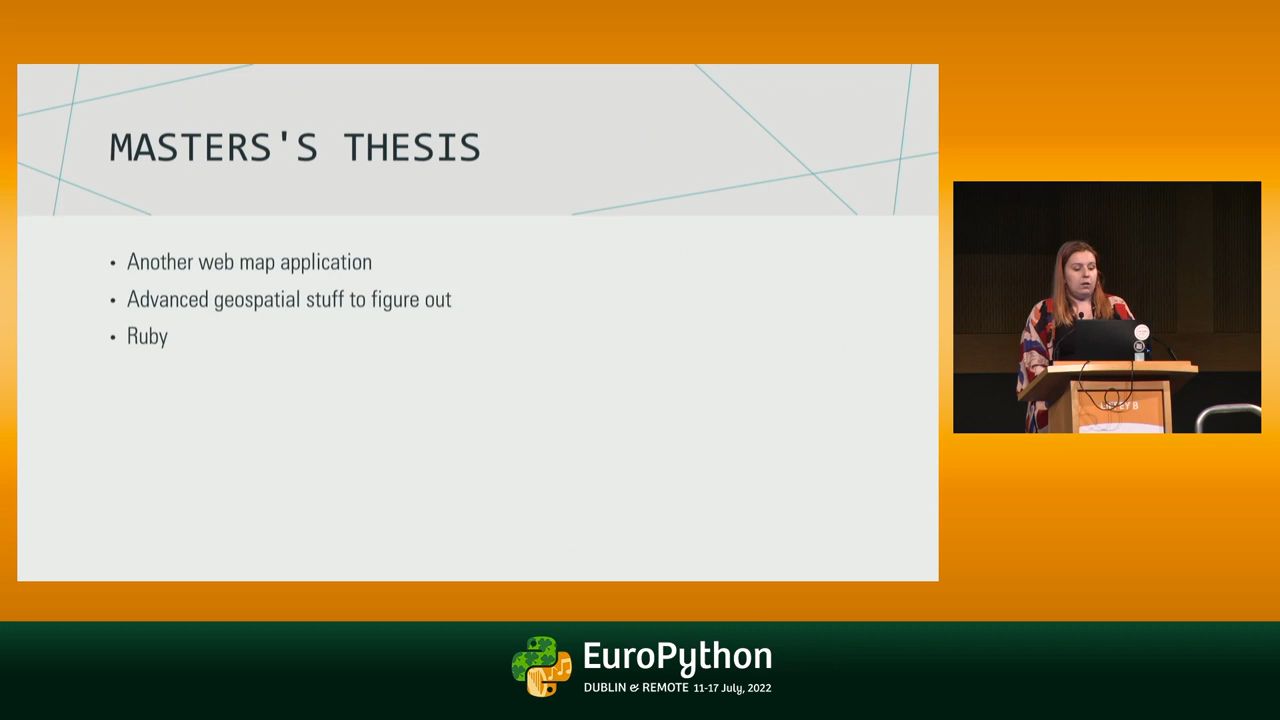 MASTERS'S THESIS
• Another web map application
• Advanced geospatial stuff to figure out
• Ruby
LIFFEY B
EuroPython
DUBLIN & REMOTE 11-17 July, 2022